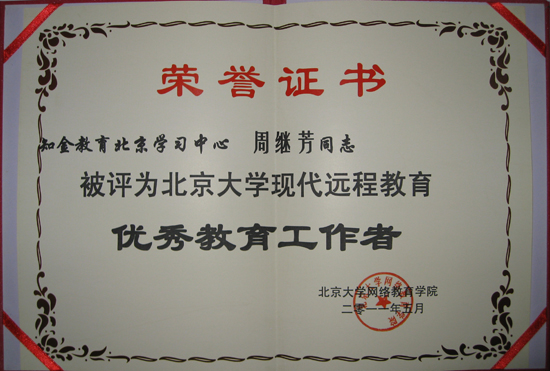 荣誉证书
知金教育北京学习中心 周继芳同志
被评为北京大学现代远程教育
优秀教育工作者
北京大学网络教育学院
二零一一年五月